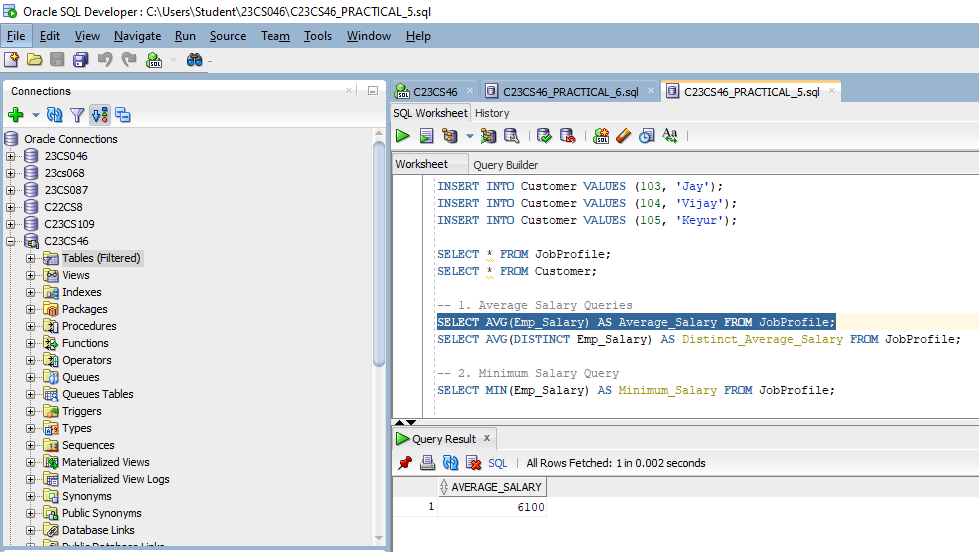 Oracle SQL Developer : C:\Users\Student\23CS046\C23CS46_PRACTICAL_5.sql
File Edit View Navigate Run Source Team Tools Window Help
Connections
Oracle Connections
23CS046
23cs068
23CS087
C22CS8
C23CS109
C23CS46
Tables (Filtered)
Views
Indexes
Packages
Procedures
Functions
Operators
Queues
Queues Tables
Triggers
Types
Sequences
Materialized Views
Materialized View Logs
Synonyms
Public Synonyms
Database Links
Public Database Links
C23CS46 C23CS46_PRACTICAL_6.sql C23CS46_PRACTICAL_5.sql
SQL Worksheet History
Worksheet Query Builder
INSERT INTO Customer VALUES (103, 'Jay');
INSERT INTO Customer VALUES (104, 'Vijay');
INSERT INTO Customer VALUES (105, 'Keyur');
SELECT * FROM JobProfile;
SELECT * FROM Customer;
-- 1. Average Salary Queries
SELECT AVG(Emp_Salary) AS Average_Salary FROM JobProfile;
SELECT AVG(DISTINCT Emp_Salary) AS Distinct_Average_Salary FROM JobProfile;
-- 2. Minimum Salary Query
SELECT MIN(Emp_Salary) AS Minimum_Salary FROM JobProfile;
Query Result
SQL | All Rows Fetched: 1 in 0.002 seconds
AVERAGE_SALARY
1 6100